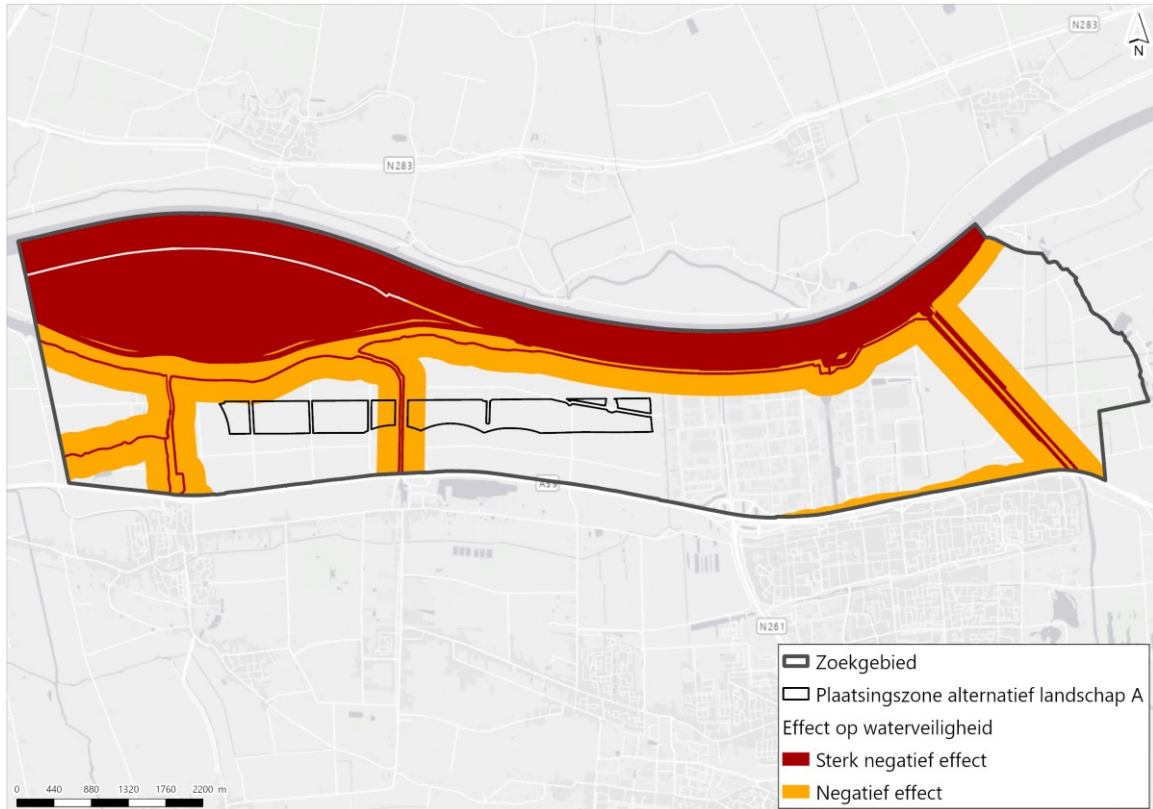 N283
N
N283
A59
N261
Zoekgebied
Plaatsingszone alternatief landschap A
Effect op waterveiligheid
Sterk negatief effect
Negatief effect
0 440 880 1320 1760 2200 m